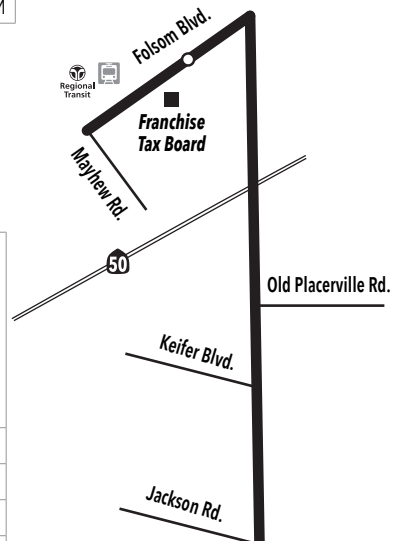 M
Folsom Blvd.
Regional
Transit
Franchise
Tax Board
Mayhew Rd.
50
Old Placerville Rd.
Keifer Blvd.
Jackson Rd.